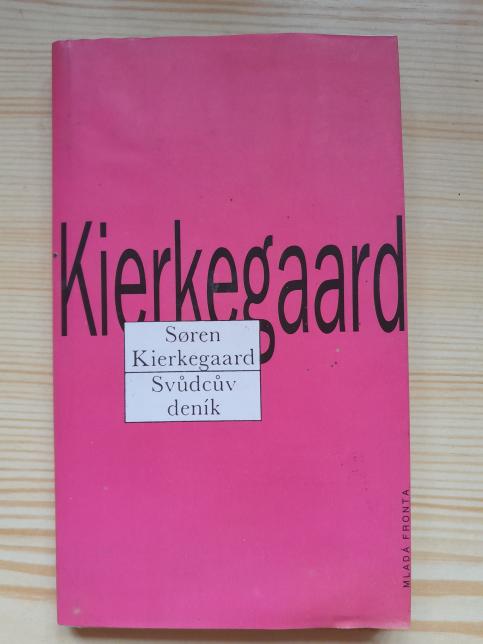 Kierkegaard
Søren
Kierkegaard
Svůdcův
deník
MLADÁ FRONTA